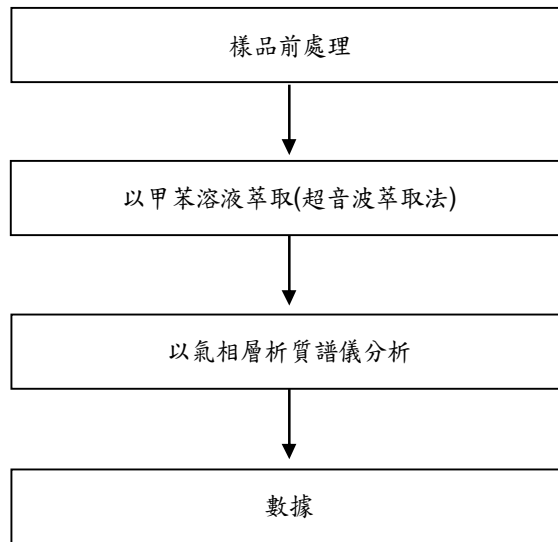 樣品前處理
以甲苯溶液萃取(超音波萃取法)
以氣相層析質譜儀分析
數據